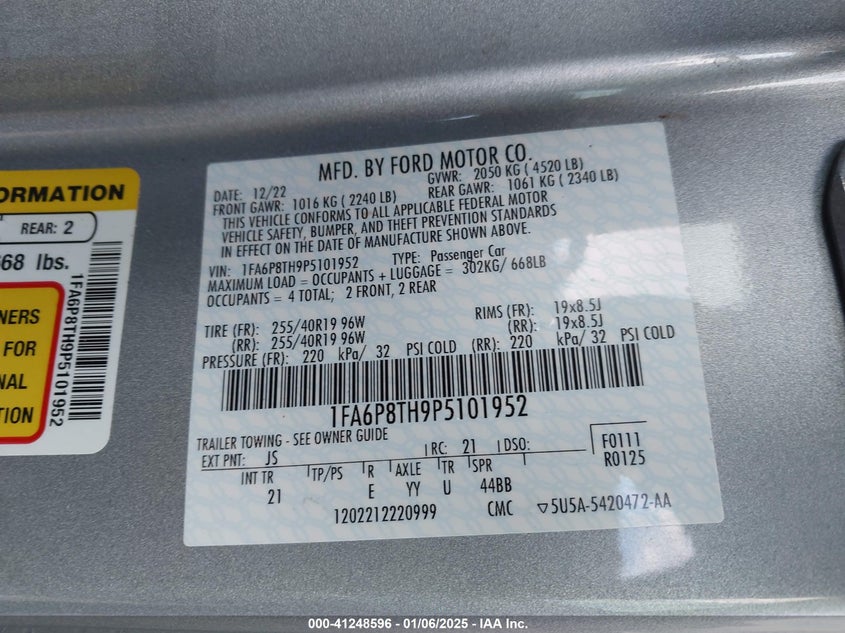 ORMATION
REAR: 2
668 lbs.
NERS
FOR
NAL
TION
1FA6P8TH9P5101952
MFD. BY FORD MOTOR CO.
DATE: 12/22 GVWR: 2050 KG ( 4520 LB)
FRONT GAWR: 1016 KG ( 2240 LB) REAR GAWR: 1061 KG ( 2340 LB)
THIS VEHICLE CONFORMS TO ALL APPLICABLE FEDERAL MOTOR
VEHICLE SAFETY, BUMPER, AND THEFT PREVENTION STANDARDS
IN EFFECT ON THE DATE OF MANUFACTURE SHOWN ABOVE.
VIN: 1FA6P8TH9P5101952 TYPE: Passenger Car
MAXIMUM LOAD = OCCUPANTS + LUGGAGE = 302KG/ 668LB
OCCUPANTS = 4 TOTAL; 2 FRONT, 2 REAR
TIRE (FR): 255/40R19 96W RIMS (FR): 19x8.5J
(RR): 255/40R19 96W (RR): 19x8.5J
PRESSURE (FR): 220 kPa/ 32 PSI COLD (RR): 220 kPa/ 32 PSI COLD
1FA6P8TH9P5101952
TRAILER TOWING - SEE OWNER GUIDE
EXT PNT: JS RC: 21 DSO: F0111
INT TR TP/PS R AXLE TR SPR R0125
21 E YY U 44BB
1202212220999 CMC ▽5U5A-5420472-AA
000-41248596 - 01/06/2025 - IAA Inc.